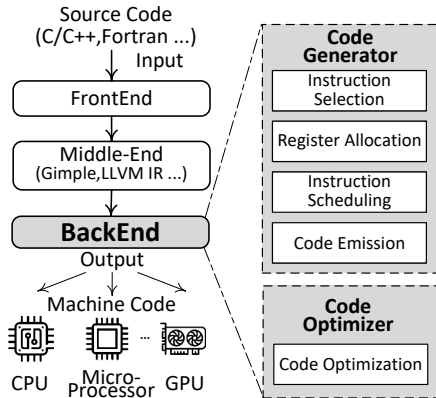 Source Code
(C/C++,Fortran ...)
Input
FrontEnd
Middle-End
(Gimple,LLVM IR ...)
BackEnd
Output
Machine Code
...
CPU
Micro-
Processor
GPU
Code
Generator
Instruction
Selection
Register Allocation
Instruction
Scheduling
Code Emission
Code
Optimizer
Code Optimization